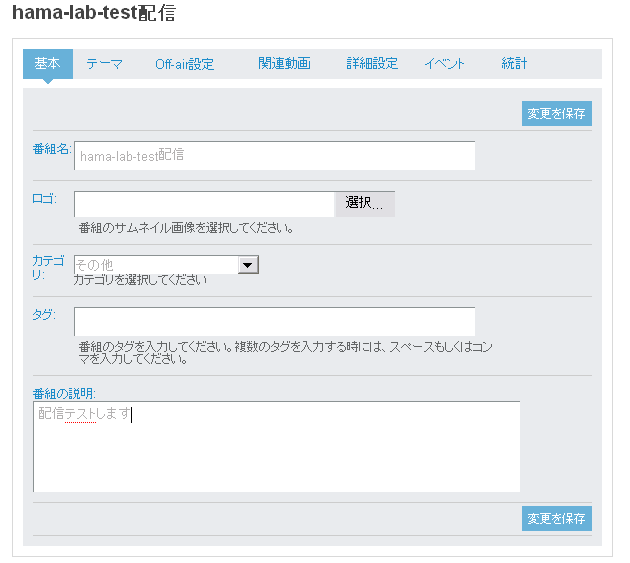 hama-lab-test配信
基本 テーマ Off-air設定 関連動画 詳細設定 イベント 統計
変更を保存
番組名: hama-lab-test配信
ロゴ: 選択...
番組のサムネイル画像を選択してください。
カテゴリ: その他
カテゴリを選択してください
タグ:
番組のタグを入力してください。複数のタグを入力する時には、スペースもしくはコン
マを入力してください。
番組の説明:
配信テストします
変更を保存